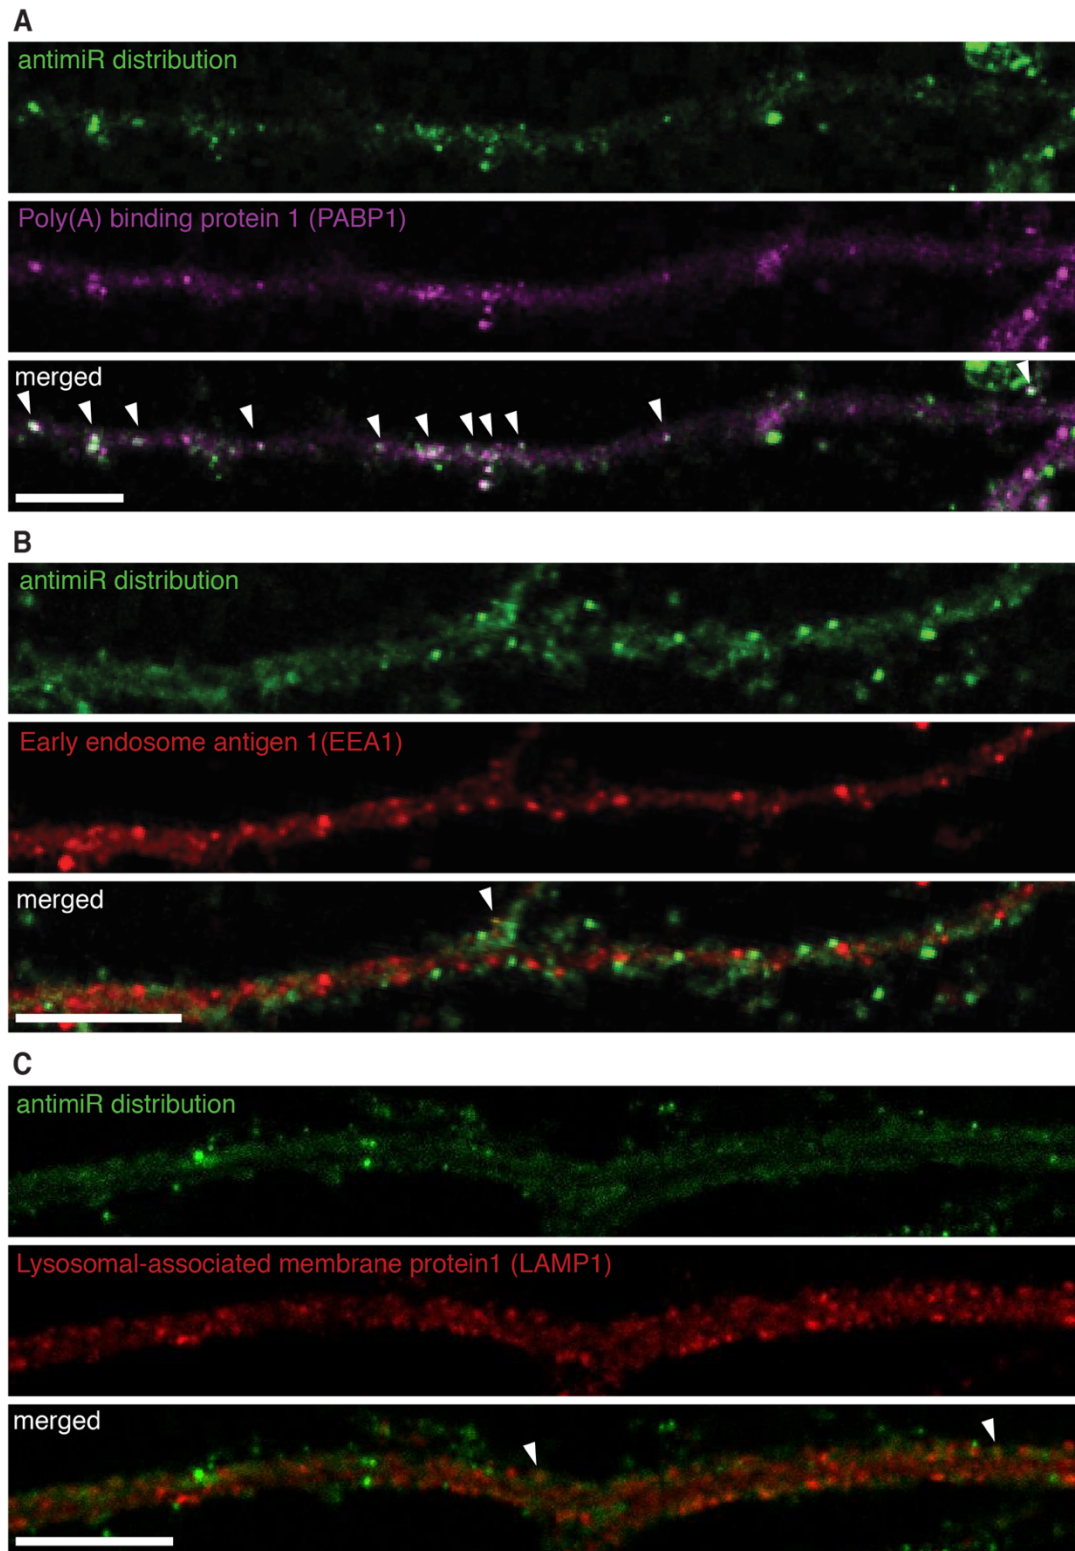 A
antimiR distribution
Poly(A) binding protein 1 (PABP1)
merged
B
antimiR distribution
Early endosome antigen 1(EEA1)
merged
C
antimiR distribution
Lysosomal-associated membrane protein1 (LAMP1)
merged